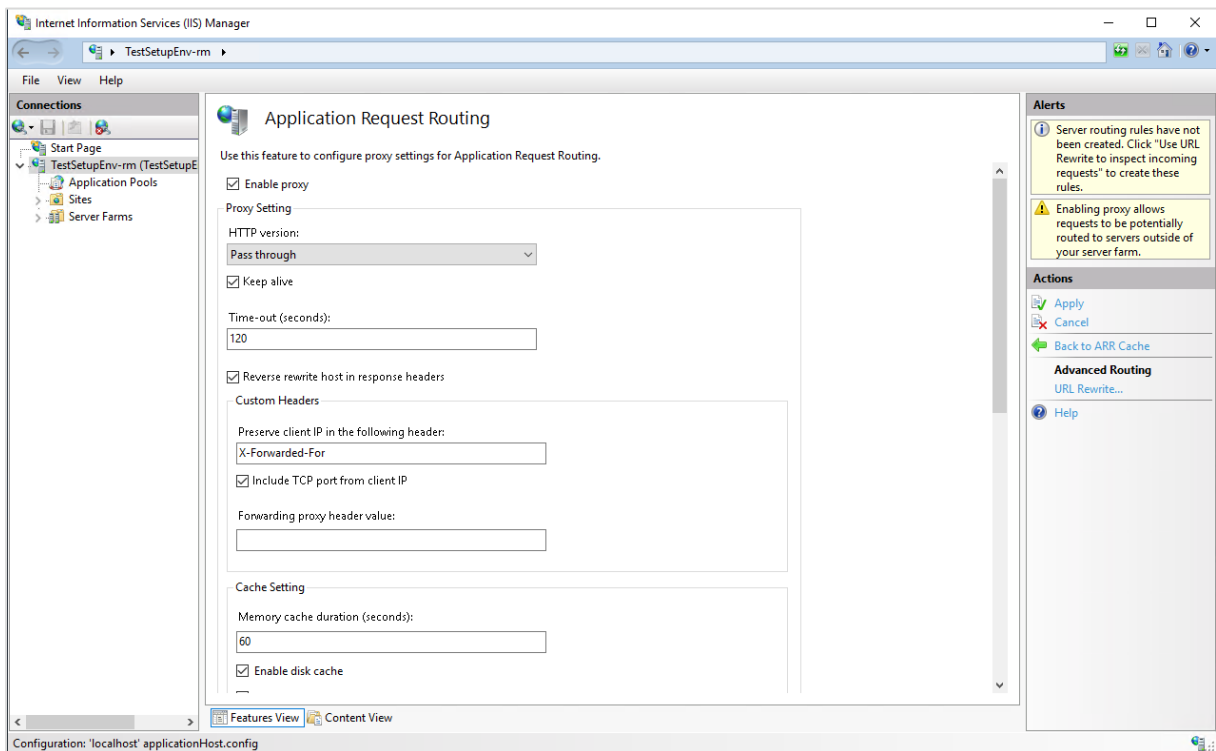 Internet Information Services (IIS) Manager
TestSetupEnv-rm
File View Help
Connections
Start Page
TestSetupEnv-rm (TestSetupE
Application Pools
Sites
Server Farms
Application Request Routing
Use this feature to configure proxy settings for Application Request Routing.
Enable proxy
Proxy Setting
HTTP version:
Pass through
Keep alive
Time-out (seconds):
120
Reverse rewrite host in response headers
Custom Headers
Preserve client IP in the following header:
X-Forwarded-For
Include TCP port from client IP
Forwarding proxy header value:
Cache Setting
Memory cache duration (seconds):
60
Enable disk cache
Features View Content View
Alerts
Server routing rules have not
been created. Click "Use URL
Rewrite to inspect incoming
requests" to create these
rules.
Enabling proxy allows
requests to be potentially
routed to servers outside of
your server farm.
Actions
Apply
Cancel
Back to ARR Cache
Advanced Routing
URL Rewrite...
Help
Configuration: 'localhost' applicationHost.config